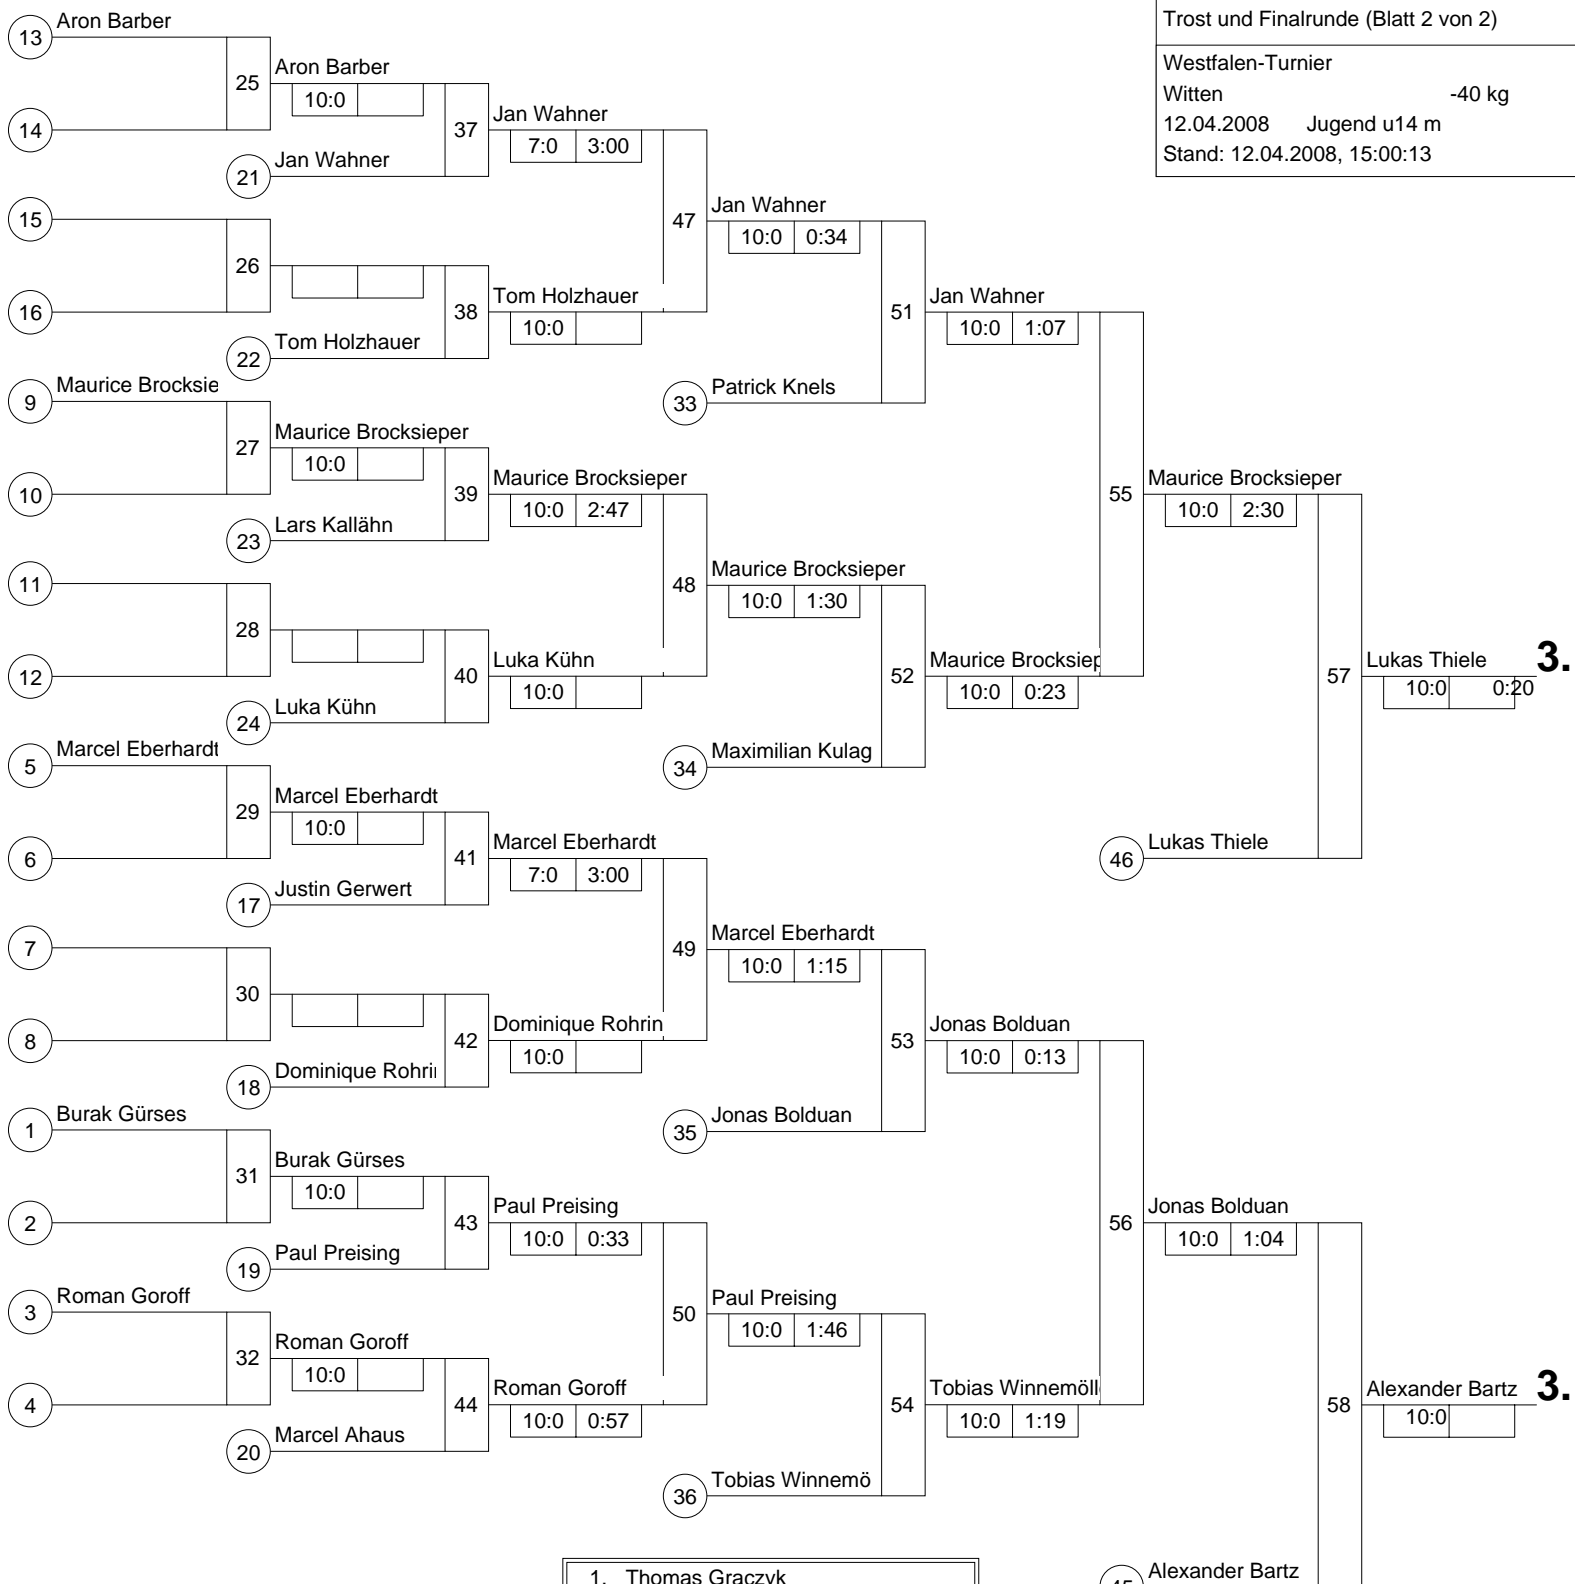 Trost und Finalrunde (Blatt 2 von 2)
Westfalen-Turnier
Witten -40 kg
12.04.2008 Jugend u14 m
Stand: 12.04.2008, 15:00:13
13 Aron Barber
25 Aron Barber
10:0
14
37 Jan Wahner
7:0 3:00
21 Jan Wahner
15
47 Jan Wahner
10:0 0:34
26
16
38 Tom Holzhauer
10:0
22 Tom Holzhauer
51 Jan Wahner
10:0 1:07
33 Patrick Knels
9 Maurice Brocksie
27 Maurice Brocksieper
10:0
10
39 Maurice Brocksieper
10:0 2:47
23 Lars Kallähn
55 Maurice Brocksieper
10:0 2:30
11
48 Maurice Brocksieper
10:0 1:30
28
12
40 Luka Kühn
10:0
24 Luka Kühn
52 Maurice Brocksiep
10:0 0:23
34 Maximilian Kulag
57 Lukas Thiele 3.
10:0 0:20
5 Marcel Eberhardt
29 Marcel Eberhardt
10:0
6
41 Marcel Eberhardt
7:0 3:00
46 Lukas Thiele
17 Justin Gerwert
7
49 Marcel Eberhardt
10:0 1:15
30
8
42 Dominique Rohrin
10:0
18 Dominique Rohri
53 Jonas Bolduan
10:0 0:13
35 Jonas Bolduan
1 Burak Gürses
31 Burak Gürses
10:0
2
43 Paul Preising
10:0 0:33
19 Paul Preising
56 Jonas Bolduan
10:0 1:04
3 Roman Goroff
50 Paul Preising
10:0 1:46
32 Roman Goroff
10:0
4
44 Roman Goroff
10:0 0:57
20 Marcel Ahaus
54 Tobias Winnemöll
10:0 1:19
36 Tobias Winnemö
58 Alexander Bartz 3.
10:0
1. Thomas Graczyk
45 Alexander Bartz